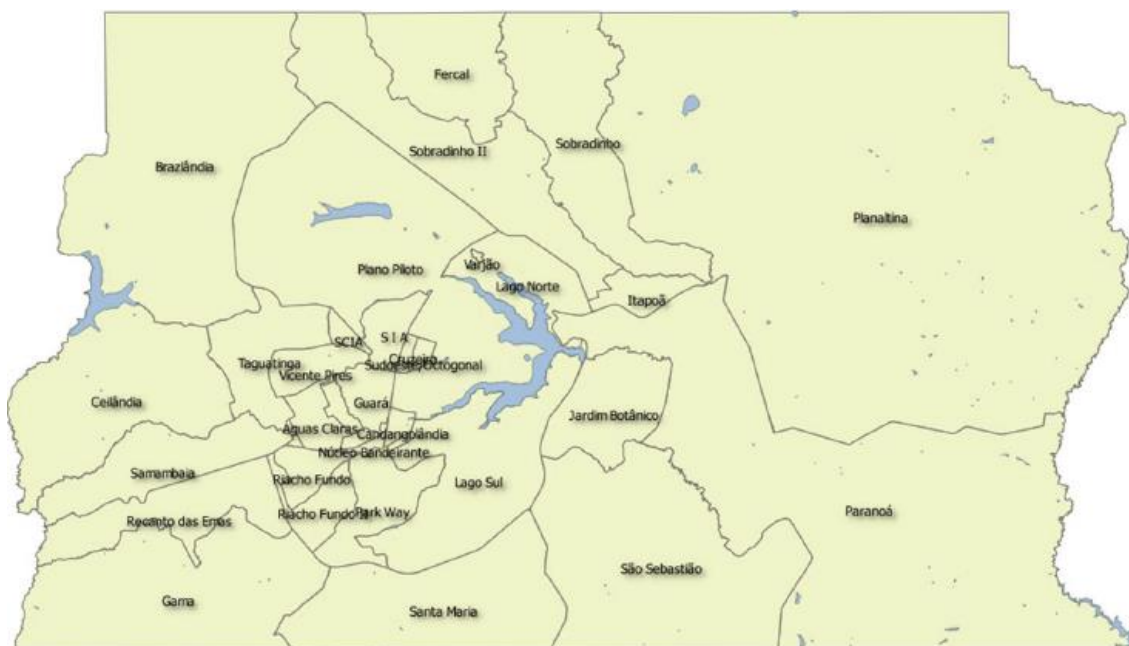 Fercal
Sobradinho
Sobradinho II
Brazlândia
Planaltina
Varjão
Plano Piloto
Lago Norte
Itapoã
S I A
SCIA
Cruzeiro
Taguatinga
Sudoeste/Octogonal
Vicente Pires
Ceilândia
Guará
Jardim Botânico
Águas Claras
Candangolândia
Núcleo Bandeirante
Samambaia
Riacho Fundo
Lago Sul
Park Way
Riacho Fundo II
Paranoá
Recanto das Emas
São Sebastião
Gama
Santa Maria